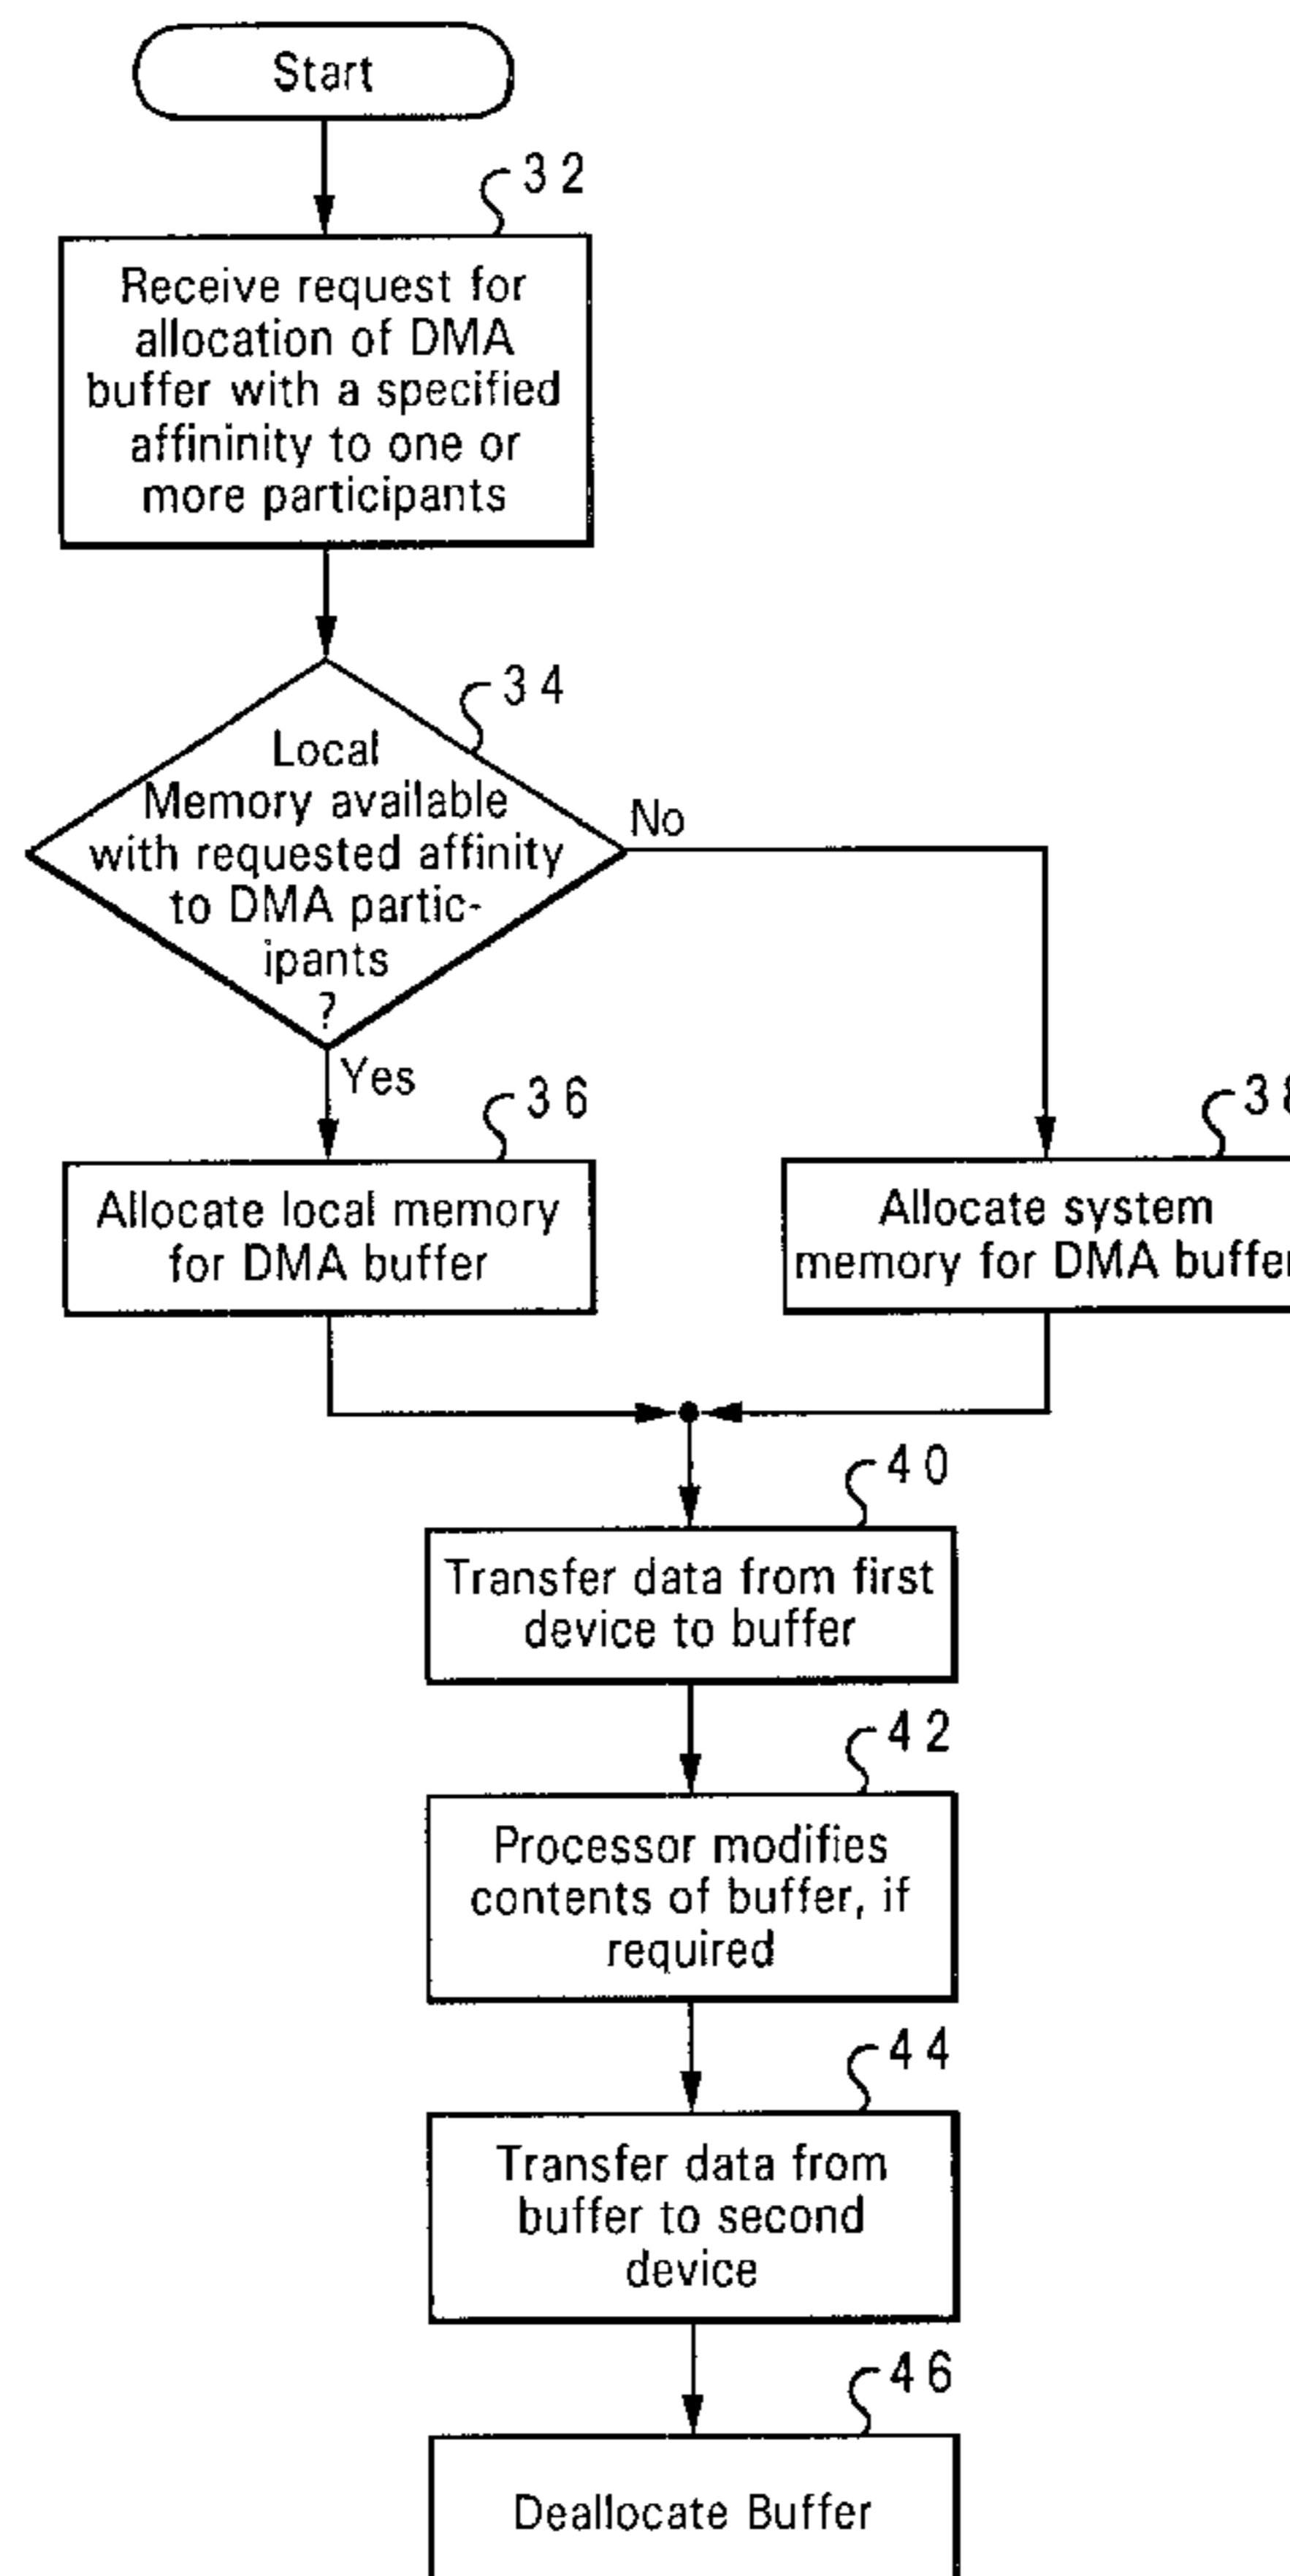 Start
32
Receive request for
allocation of DMA
buffer with a specified
affininity to one or
more participants
34
Local
Memory available
with requested affinity
to DMA partic-
ipants
?
No
Yes
36
Allocate local memory
for DMA buffer
38
Allocate system
memory for DMA buffer
40
Transfer data from first
device to buffer
42
Processor modifies
contents of buffer, if
required
44
Transfer data from
buffer to second
device
46
Deallocate Buffer